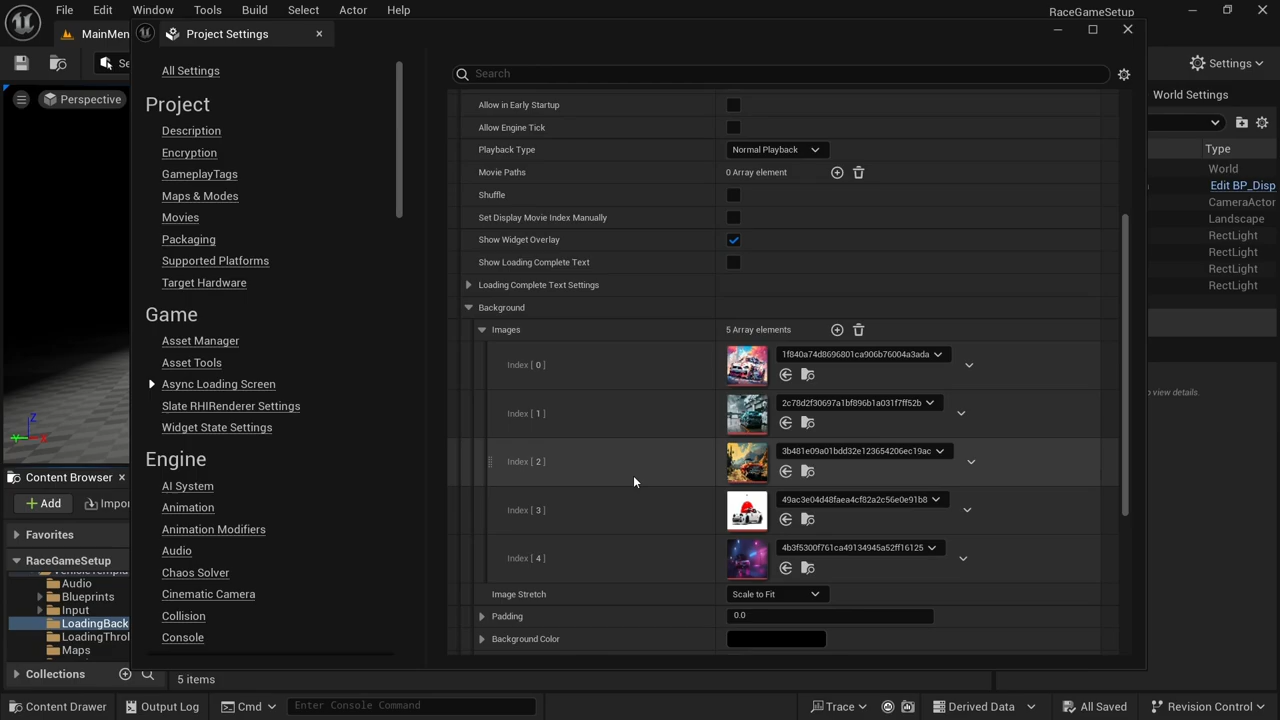 File Edit Window Tools Build Select Actor Help
RaceGameSetup
MainMen
Project Settings
Se
Settings
All Settings
Search
Perspective
World Settings
Project
Allow in Early Startup
Description
Allow Engine Tick
Encryption
Playback Type Normal Playback
Type
GameplayTags
Movie Paths 0 Array element
World
Maps & Modes
Shuffle
Edit BP_Disp
Movies
Set Display Movie Index Manually
CameraActor
Packaging
Show Widget Overlay
Landscape
Supported Platforms
Show Loading Complete Text
RectLight
RectLight
RectLight
RectLight
Target Hardware
Loading Complete Text Settings
Game
Background
Asset Manager
Images 5 Array elements
Asset Tools
Index [ 0 ] 1f840a74d8696801ca906b76004a3ada
Async Loading Screen
Slate RHIRenderer Settings
Index [ 1 ] 2c78d2f30697a1bf896b1a031f7ff52b
view details.
Widget State Settings
Engine
Index [ 2 ] 3b481e09a01bdd32e123654206ec19ac
Z
Y
X
Content Browser
AI System
Add Impor
Animation
Index [ 3 ] 49ac3e04d48faea4cf82a2c56e0e91b8
Favorites
Animation Modifiers
RaceGameSetup
Audio
Index [ 4 ] 4b3f5300f761ca49134945a52ff16125
Audio
Chaos Solver
Blueprints
Cinematic Camera
Image Stretch Scale to Fit
Input
Collision
Padding 0.0
LoadingBack
Console
Background Color
LoadingThro
Maps
Collections
5 items
Content Drawer Output Log Cmd Enter Console Command Trace Derived Data All Saved Revision Control